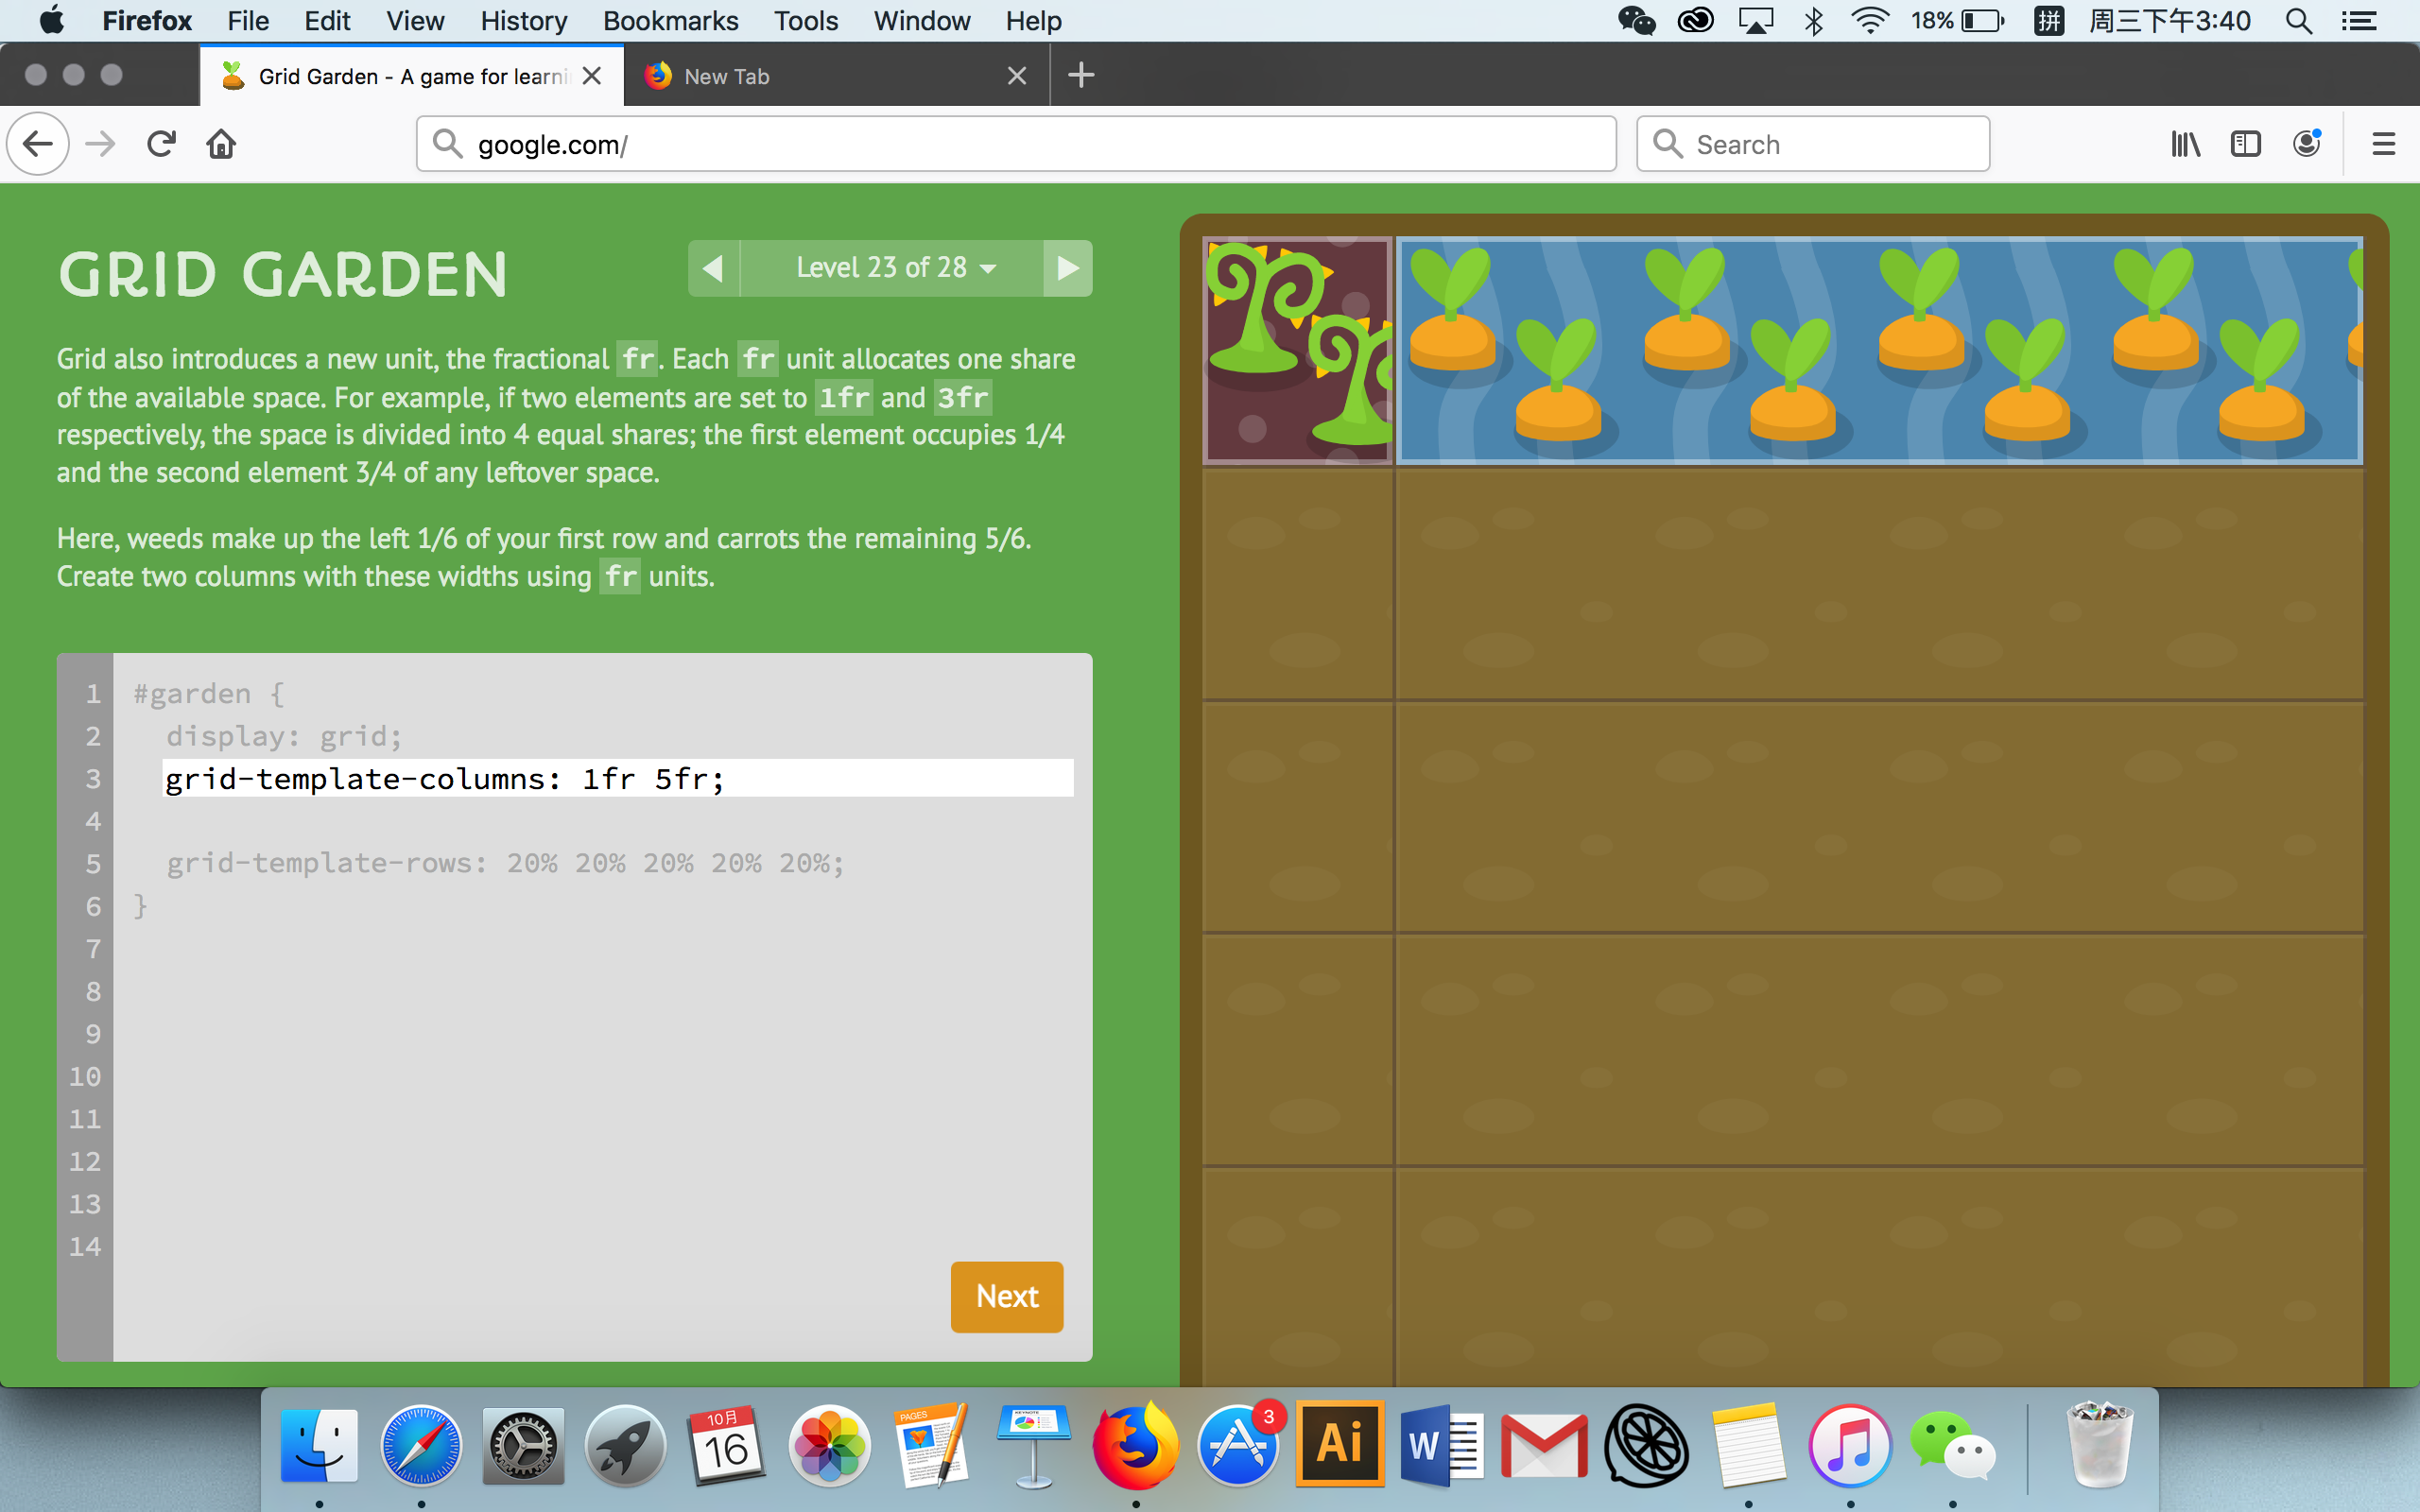 Firefox File Edit View History Bookmarks Tools Window Help 18% 拼 周三下午3:40
Grid Garden - A game for learni
New Tab
google.com/
Search
GRID GARDEN
Level 23 of 28
Grid also introduces a new unit, the fractional fr. Each fr unit allocates one share
of the available space. For example, if two elements are set to 1fr and 3fr
respectively, the space is divided into 4 equal shares; the first element occupies 1/4
and the second element 3/4 of any leftover space.
Here, weeds make up the left 1/6 of your first row and carrots the remaining 5/6.
Create two columns with these widths using fr units.
1 #garden {
2 display: grid;
3 grid-template-columns: 1fr 5fr;
4
5 grid-template-rows: 20% 20% 20% 20% 20%;
6 }
7
8
9
10
11
12
13
14
Next
10月
16
PAGES
KEYNOTE
3
Ai
W